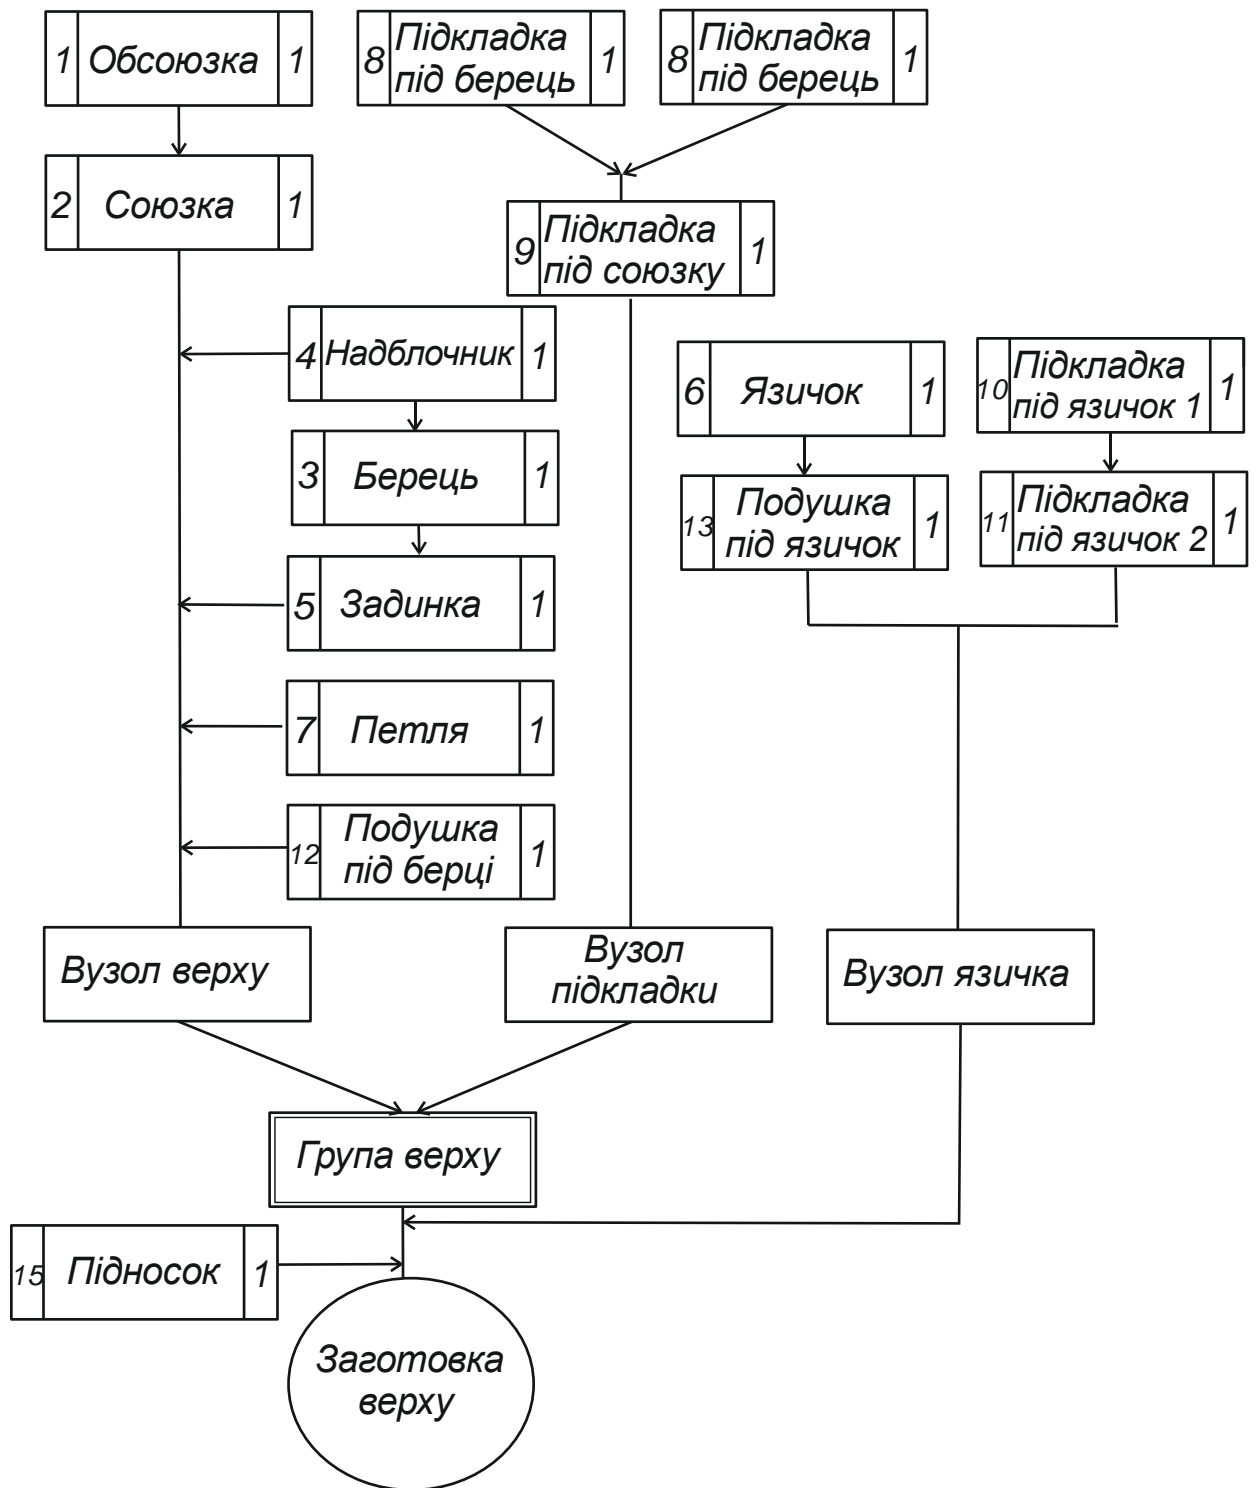 1 Обсоюзка 1
8 Підкладка
під берець 1
8 Підкладка
під берець 1
2 Союзка 1
9 Підкладка
під союзку 1
4 Надблочник 1
6 Язичок 1
10 Підкладка
під язичок 1 1
3 Берець 1
13 Подушка
під язичок 1
11 Підкладка
під язичок 2 1
5 Задинка 1
7 Петля 1
12 Подушка
під берці 1
Вузол верху
Вузол
підкладки
Вузол язичка
Група верху
15 Підносок 1
Заготовка
верху